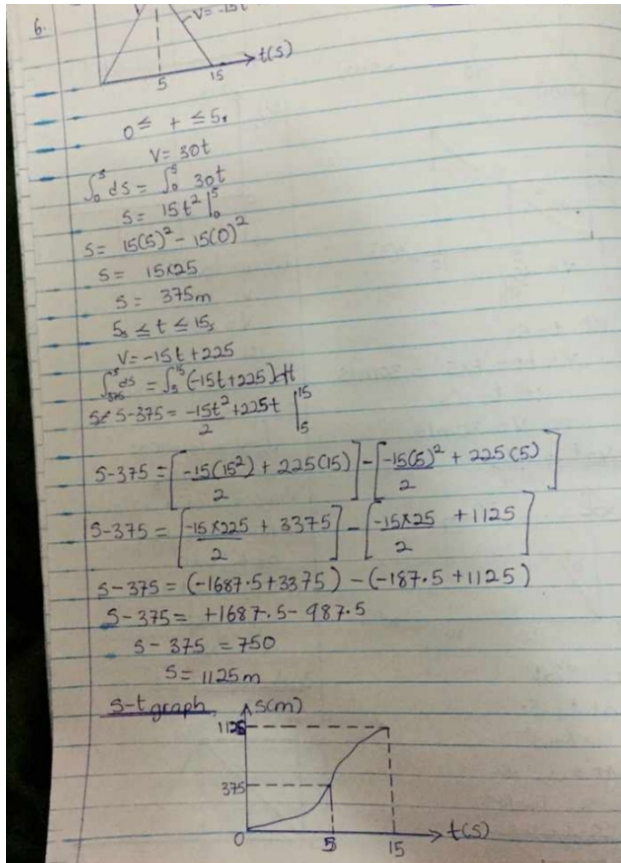 6.
V=-15t
t(s)
5
15
0 ≤ t ≤ 5s
V= 30t
∫₀ˢ ds = ∫₀⁵ 30t
S= 15t² |₀⁵
S= 15(5)² - 15(0)²
S= 15×25
S= 375m
5s ≤ t ≤ 15s
V=-15t+225
∫₃₇₅ˢ ds = ∫₅¹⁵ (-15t+225)dt
S-375= -15t²/2 +225t |₅¹⁵
S-375 = [-15(15²)/2 + 225(15)] - [-15(5)²/2 + 225(5)]
S-375 = [-15×225/2 + 3375] - [-15×25/2 + 1125]
S-375 = (-1687.5+3375) - (-187.5+1125)
S-375= +1687.5-987.5
S-375 =750
S= 1125m
S-t graph
S(m)
1125
375
0
5
15
t(s)